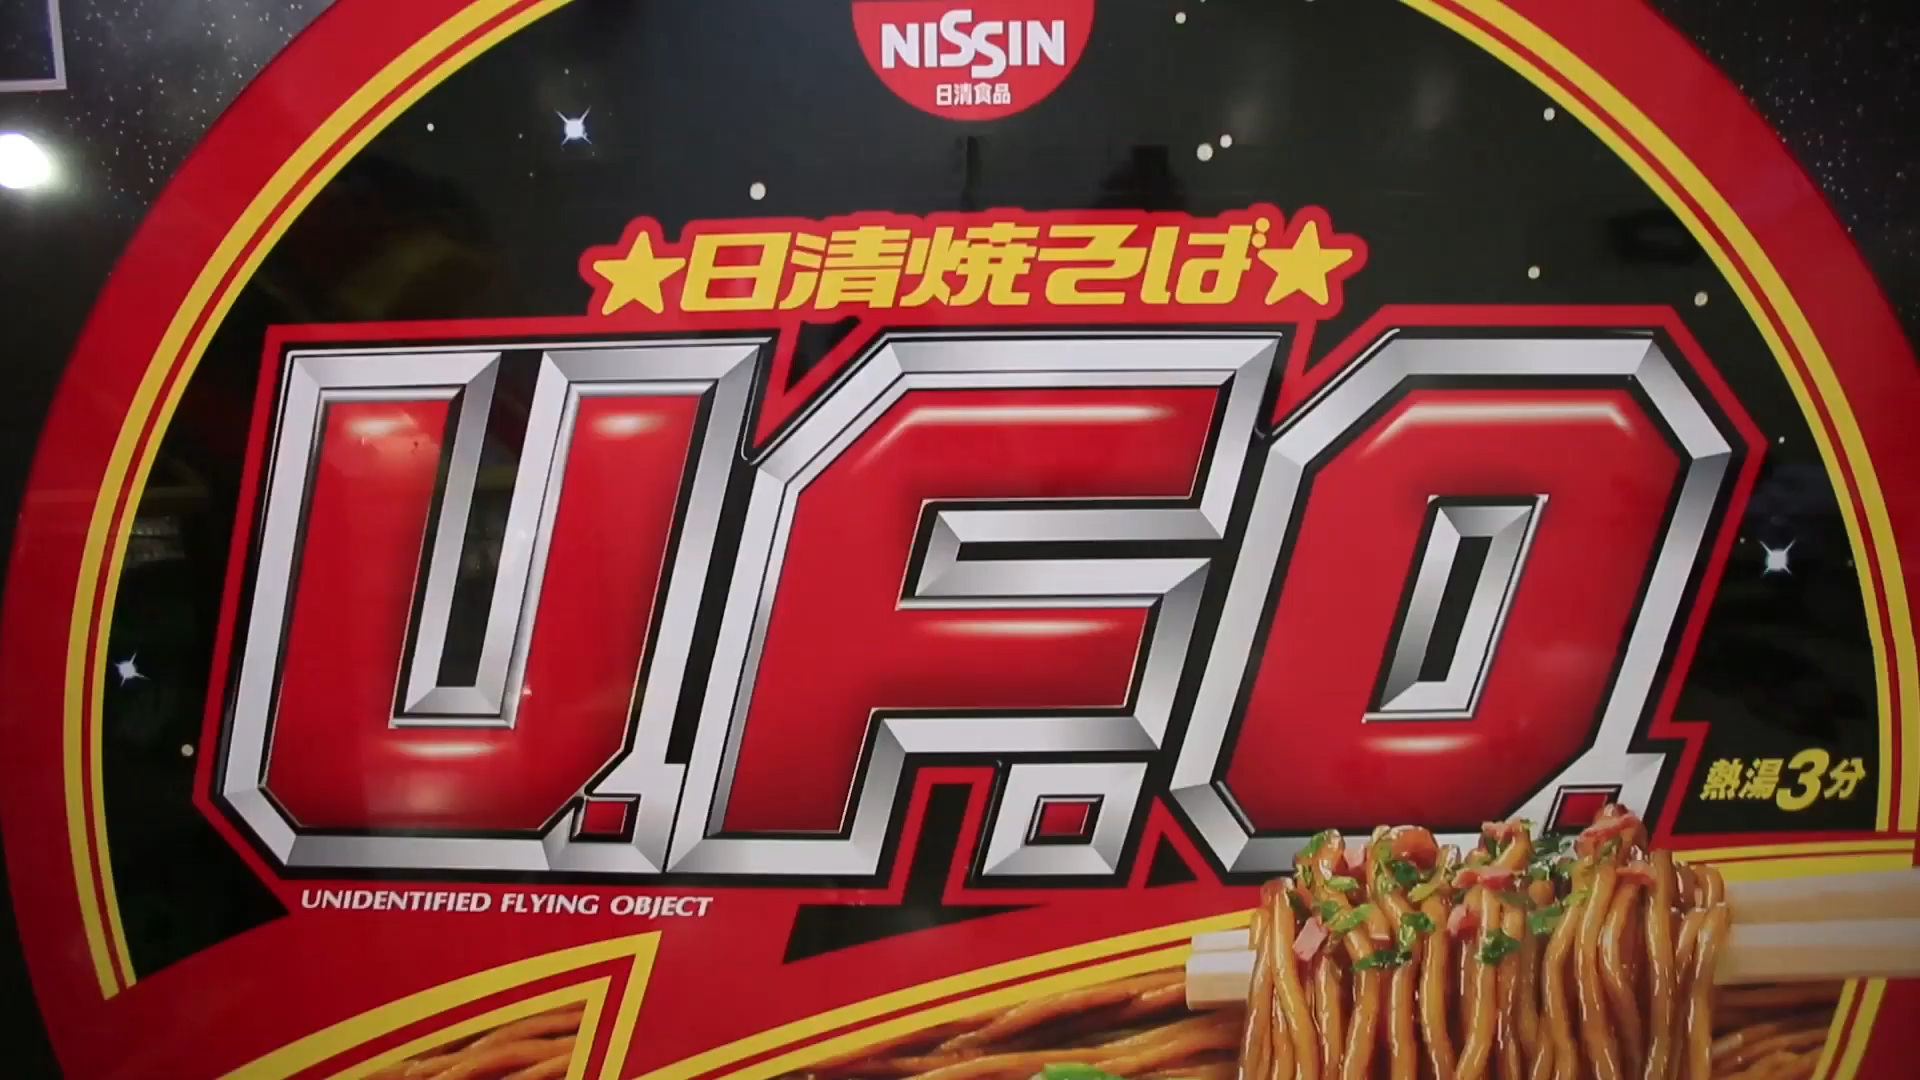 NISSIN
日清食品
★日清焼そば★
U.F.O.
熱湯3分
UNIDENTIFIED FLYING OBJECT